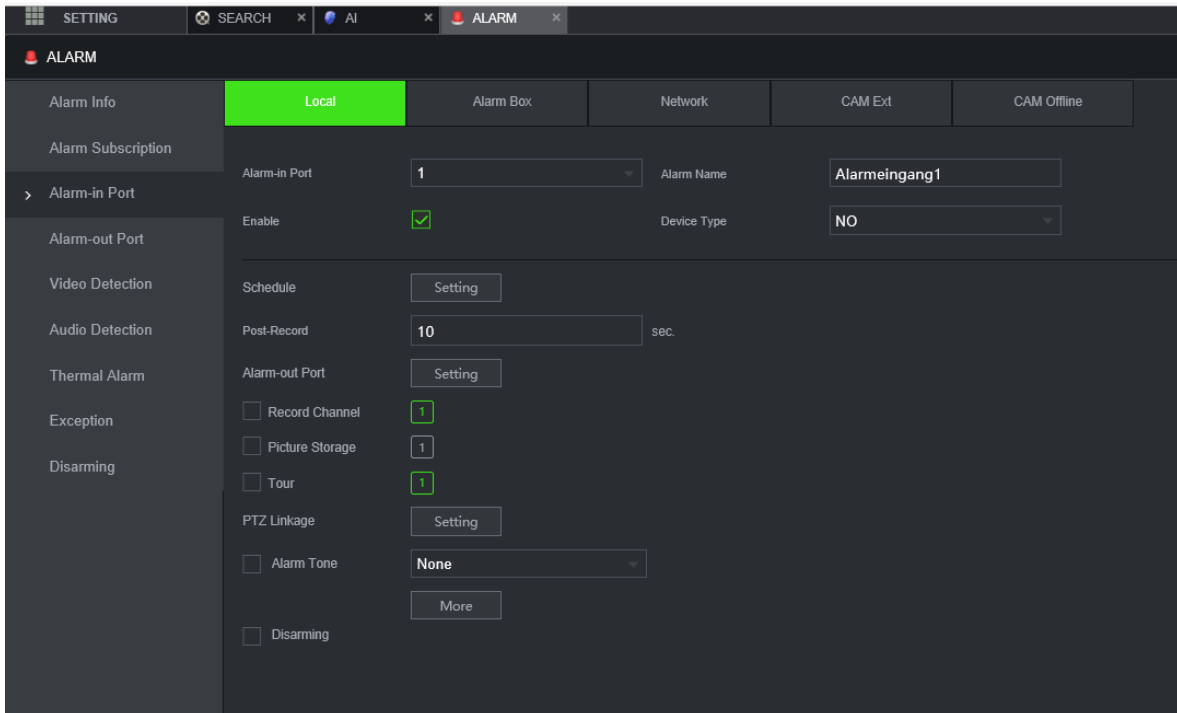 SETTING SEARCH × AI × ALARM ×
ALARM
Alarm Info
Alarm Subscription
> Alarm-in Port
Alarm-out Port
Video Detection
Audio Detection
Thermal Alarm
Exception
Disarming
Local Alarm Box Network CAM Ext CAM Offline
Alarm-in Port 1 Alarm Name Alarmeingang1
Enable Device Type NO
Schedule Setting
Post-Record 10 sec.
Alarm-out Port Setting
Record Channel 1
Picture Storage 1
Tour 1
PTZ Linkage Setting
Alarm Tone None
More
Disarming